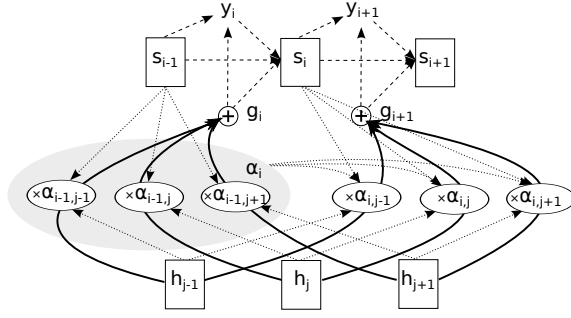 y_i y_{i+1}
s_{i-1} s_i s_{i+1}
+ g_i + g_{i+1}
α_i
×α_{i-1,j-1} ×α_{i-1,j} ×α_{i-1,j+1} ×α_{i,j-1} ×α_{i,j} ×α_{i,j+1}
h_{j-1} h_j h_{j+1}